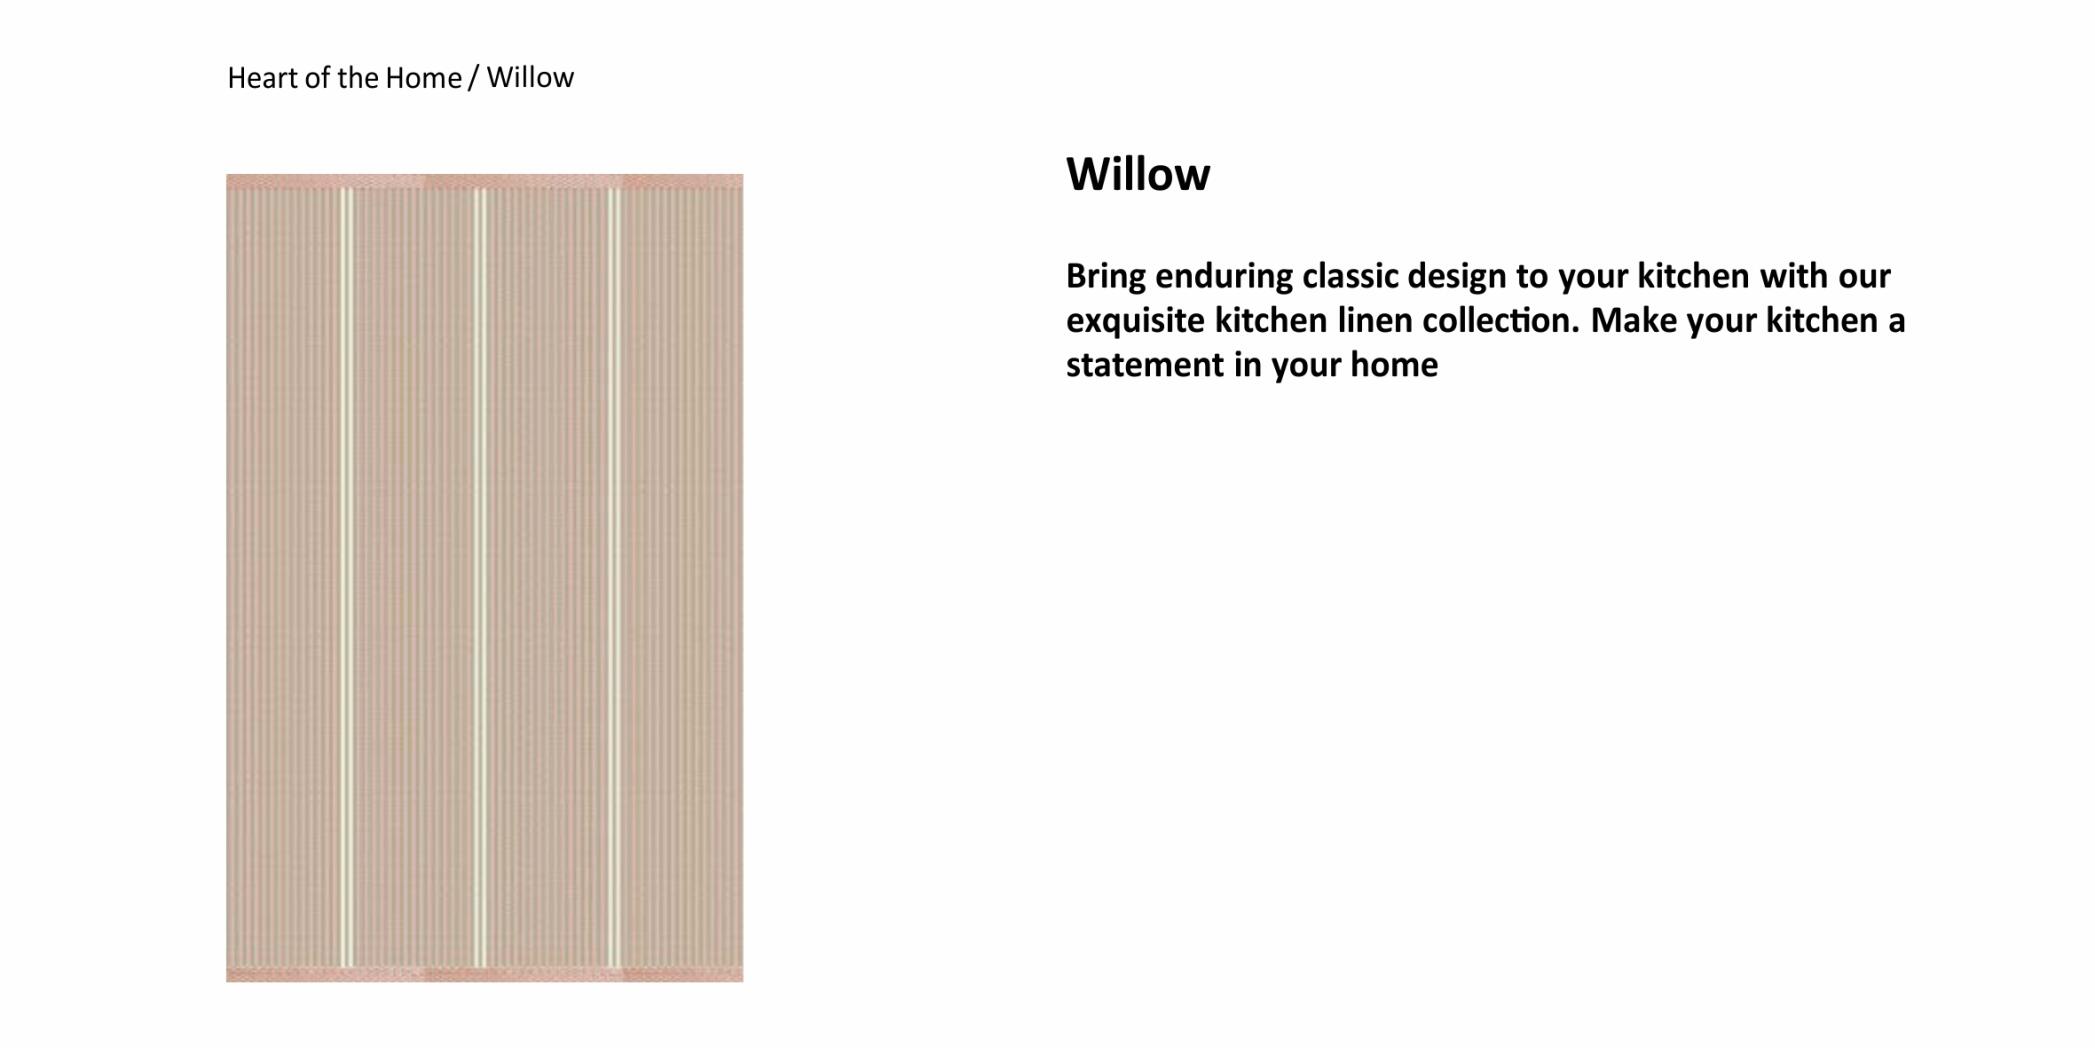 Heart of the Home / Willow
Willow
Bring enduring classic design to your kitchen with our
exquisite kitchen linen collection. Make your kitchen a
statement in your home